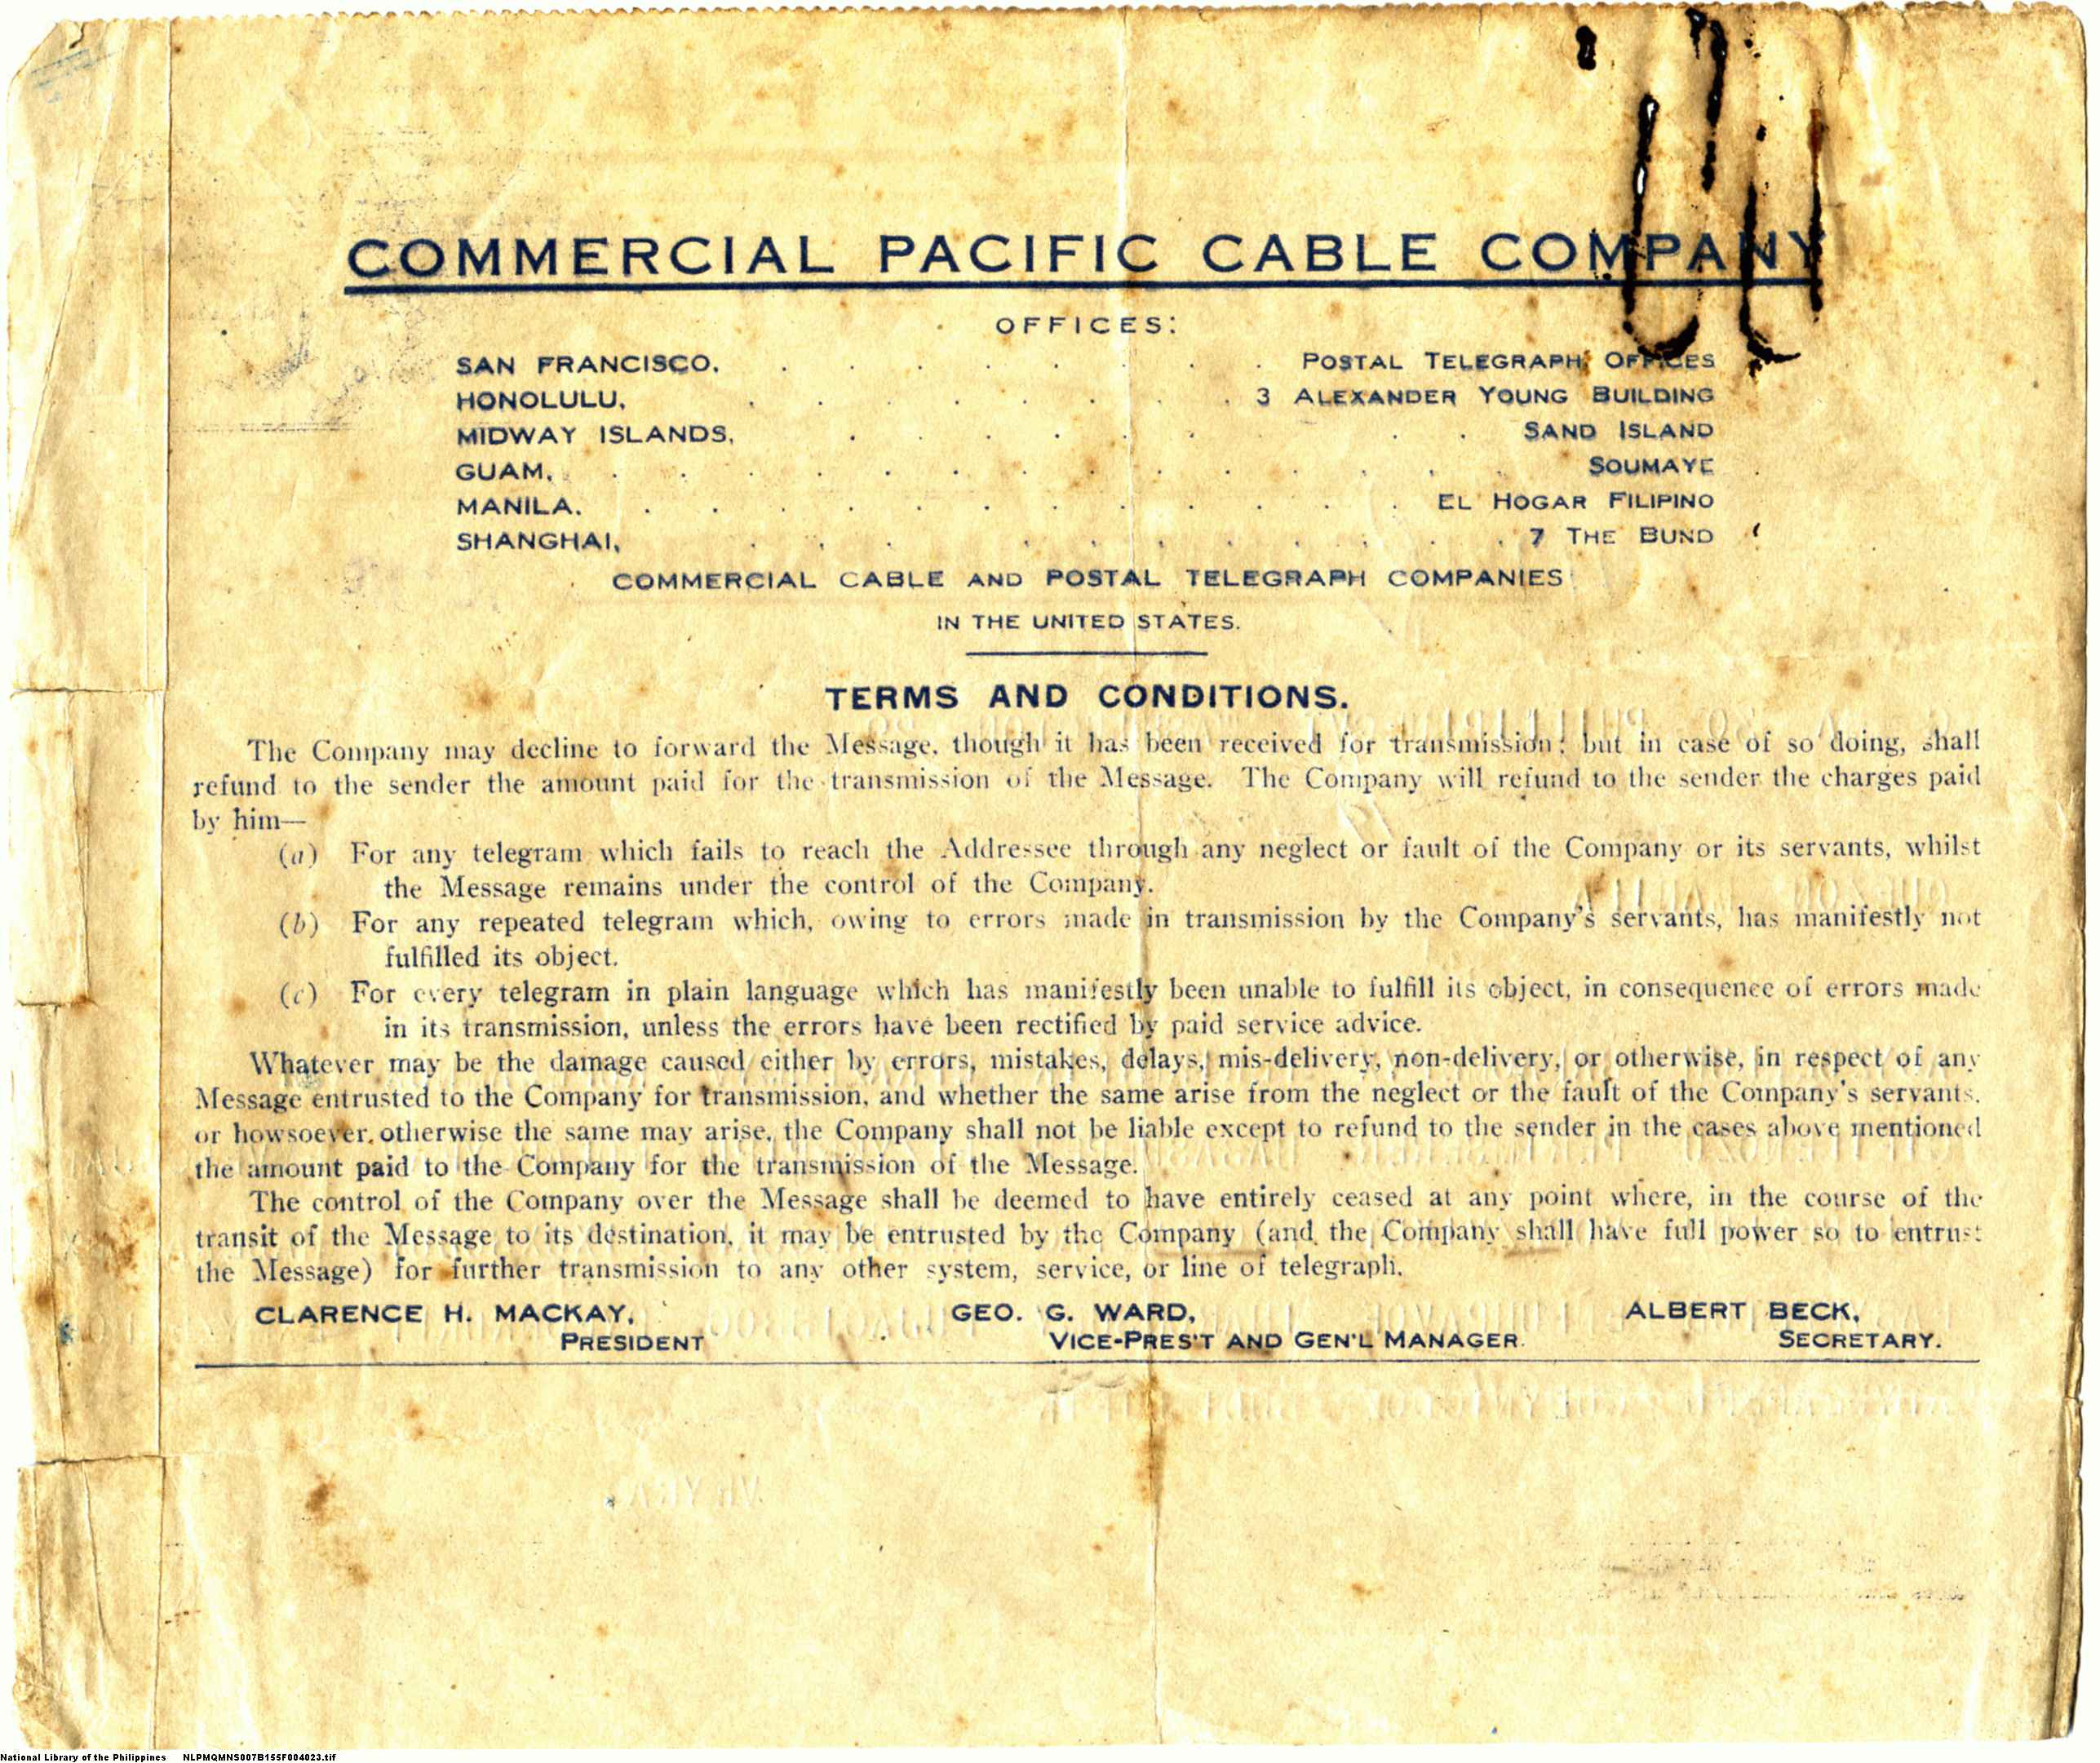 COMMERCIAL PACIFIC CABLE COMPANY
OFFICES:
SAN FRANCISCO, . . . . . . . . POSTAL TELEGRAPH OFFICES
HONOLULU, . . . . . . . . 3 ALEXANDER YOUNG BUILDING
MIDWAY ISLANDS, . . . . . . . . SAND ISLAND
GUAM, . . . . . . . . . . . . . . SOUMAYE
MANILA. . . . . . . . . . . . . EL HOGAR FILIPINO
SHANGHAI, . . . . . . . . . . . 7 THE BUND
COMMERCIAL CABLE AND POSTAL TELEGRAPH COMPANIES
IN THE UNITED STATES.
TERMS AND CONDITIONS.
The Company may decline to forward the Message, though it has been received for transmission; but in case of so doing, shall
refund to the sender the amount paid for the transmission of the Message. The Company will refund to the sender the charges paid
by him—
(a) For any telegram which fails to reach the Addressee through any neglect or fault of the Company or its servants, whilst
the Message remains under the control of the Company.
(b) For any repeated telegram which, owing to errors made in transmission by the Company's servants, has manifestly not
fulfilled its object.
(c) For every telegram in plain language which has manifestly been unable to fulfill its object, in consequence of errors made
in its transmission, unless the errors have been rectified by paid service advice.
Whatever may be the damage caused either by errors, mistakes, delays, mis-delivery, non-delivery, or otherwise, in respect of any
Message entrusted to the Company for transmission, and whether the same arise from the neglect or the fault of the Company's servants.
or howsoever otherwise the same may arise, the Company shall not be liable except to refund to the sender in the cases above mentioned
the amount paid to the Company for the transmission of the Message.
The control of the Company over the Message shall be deemed to have entirely ceased at any point where, in the course of the
transit of the Message to its destination, it may be entrusted by the Company (and the Company shall have full power so to entrust
the Message) for further transmission to any other system, service, or line of telegraph.
CLARENCE H. MACKAY, GEO. G. WARD, ALBERT BECK,
PRESIDENT VICE-PRES'T AND GEN'L MANAGER. SECRETARY.
National Library of the Philippines NLPMQMNS007B155F004023.tif